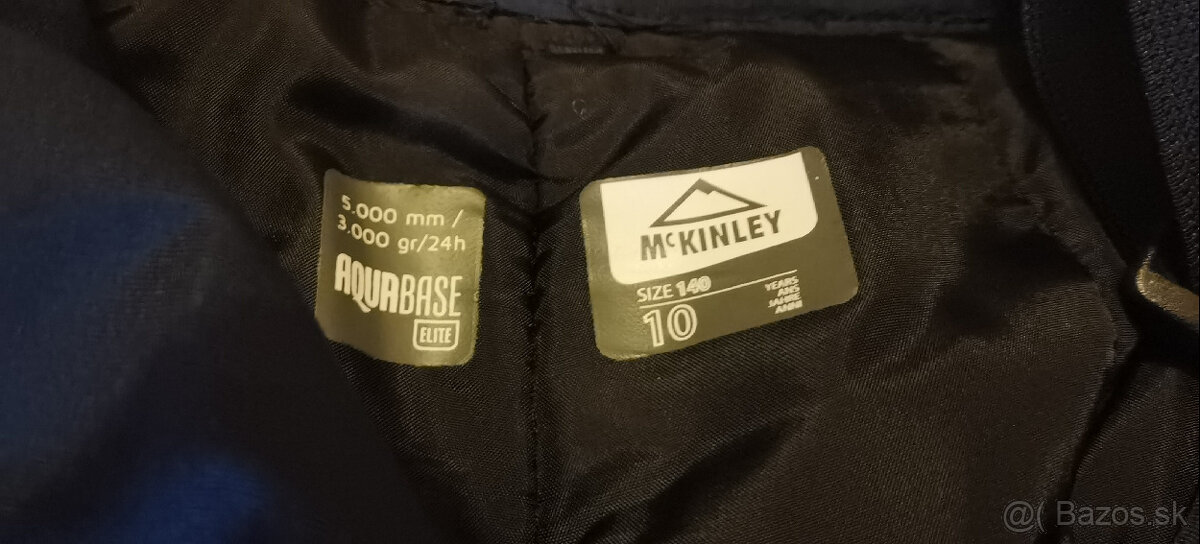 5.000 mm /
3.000 gr/24h
AQUABASE
ELITE
McKINLEY
SIZE 140
10
YEARS
ANS
JAHRE
ANNI
@( Bazos.sk